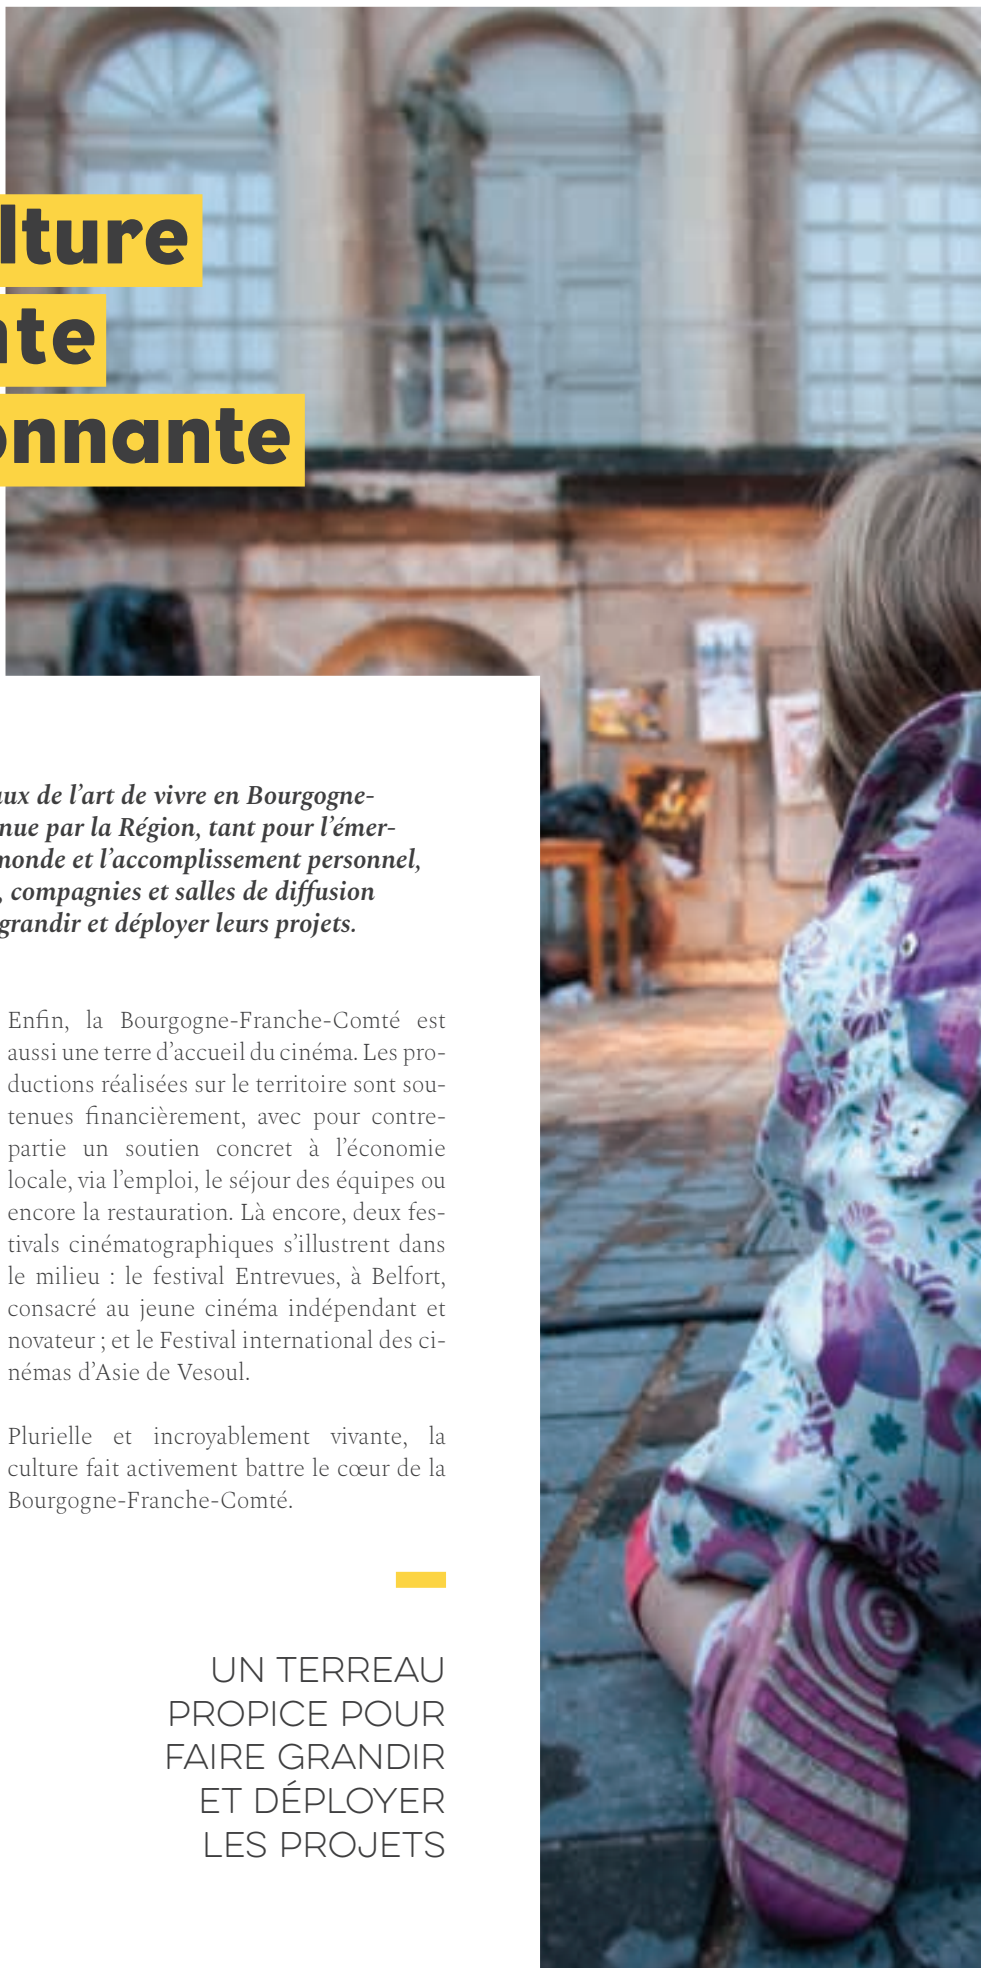 lture
nte
onnante
aux de l’art de vivre en Bourgogne-
nue par la Région, tant pour l’émer-
monde et l’accomplissement personnel,
, compagnies et salles de diffusion
grandir et déployer leurs projets.
Enfin, la Bourgogne-Franche-Comté est
aussi une terre d’accueil du cinéma. Les pro-
ductions réalisées sur le territoire sont sou-
tenues financièrement, avec pour contre-
partie un soutien concret à l’économie
locale, via l’emploi, le séjour des équipes ou
encore la restauration. Là encore, deux fes-
tivals cinématographiques s’illustrent dans
le milieu : le festival Entrevues, à Belfort,
consacré au jeune cinéma indépendant et
novateur ; et le Festival international des ci-
némas d’Asie de Vesoul.
Plurielle et incroyablement vivante, la
culture fait activement battre le cœur de la
Bourgogne-Franche-Comté.
UN TERREAU
PROPICE POUR
FAIRE GRANDIR
ET DÉPLOYER
LES PROJETS